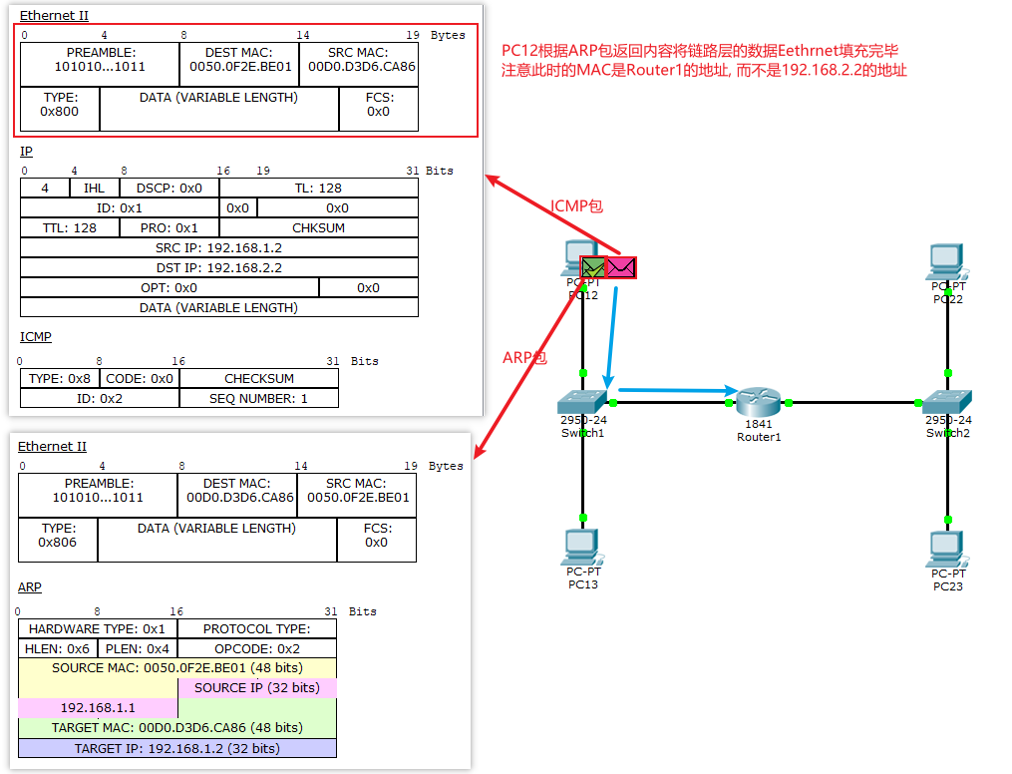 Ethernet II
0 4 8 14 19 Bytes
PREAMBLE: DEST MAC: SRC MAC:
101010...1011 0050.0F2E.BE01 00D0.D3D6.CA86
TYPE: DATA (VARIABLE LENGTH) FCS:
0x800 0x0
IP
0 4 8 16 19 31 Bits
4 IHL DSCP: 0x0 TL: 128
ID: 0x1 0x0 0x0
TTL: 128 PRO: 0x1 CHKSUM
SRC IP: 192.168.1.2
DST IP: 192.168.2.2
OPT: 0x0 0x0
DATA (VARIABLE LENGTH)
ICMP
0 8 16 31 Bits
TYPE: 0x8 CODE: 0x0 CHECKSUM
ID: 0x2 SEQ NUMBER: 1
Ethernet II
0 4 8 14 19 Bytes
PREAMBLE: DEST MAC: SRC MAC:
101010...1011 00D0.D3D6.CA86 0050.0F2E.BE01
TYPE: DATA (VARIABLE LENGTH) FCS:
0x806 0x0
ARP
0 8 16 31 Bits
HARDWARE TYPE: 0x1 PROTOCOL TYPE:
HLEN: 0x6 PLEN: 0x4 OPCODE: 0x2
SOURCE MAC: 0050.0F2E.BE01 (48 bits)
SOURCE IP (32 bits)
192.168.1.1
TARGET MAC: 00D0.D3D6.CA86 (48 bits)
TARGET IP: 192.168.1.2 (32 bits)
PC12根据ARP包返回内容将链路层的数据Eethrnet填充完毕
注意此时的MAC是Router1的地址, 而不是192.168.2.2的地址
ICMP包
ARP包
PC-PT
PC12
PC-PT
PC22
2950-24
Switch1
1841
Router1
2950-24
Switch2
PC-PT
PC13
PC-PT
PC23